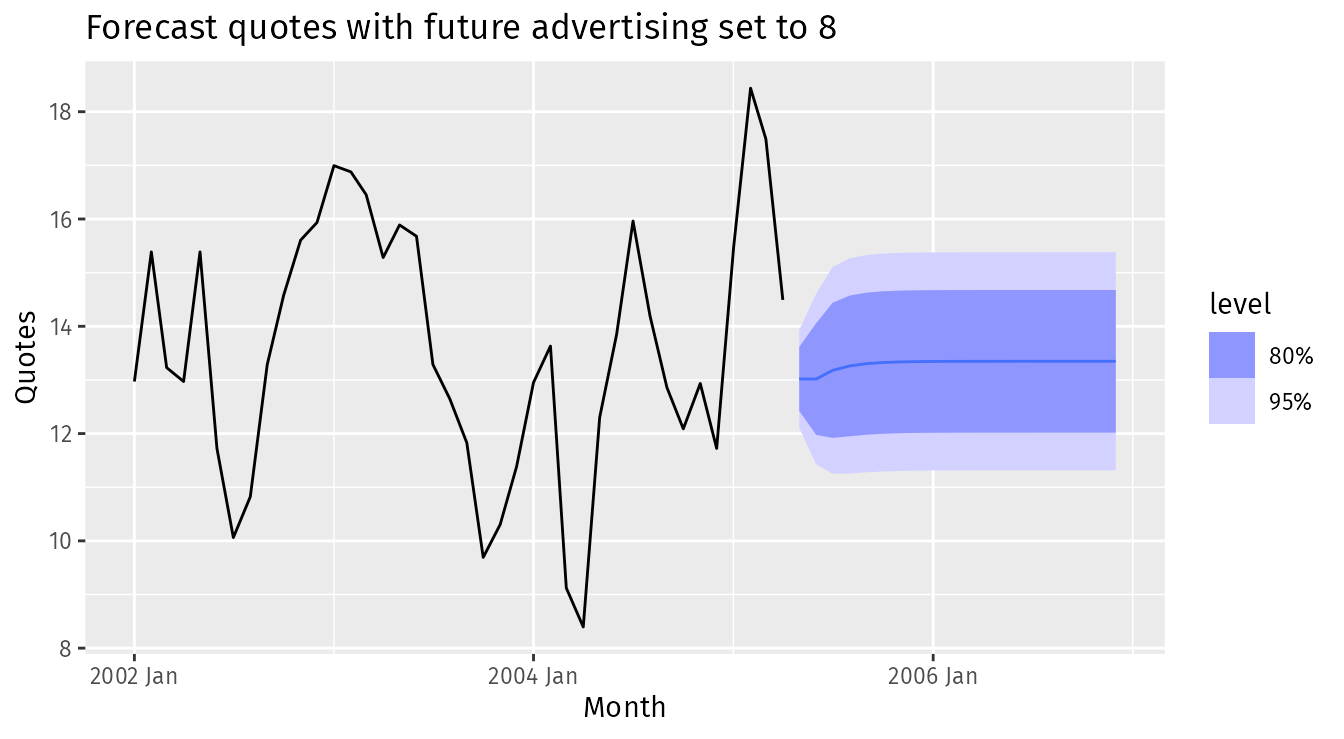 Forecast quotes with future advertising set to 8
18
16
14
12
10
8
Quotes
2002 Jan
2004 Jan
2006 Jan
Month
level
80%
95%